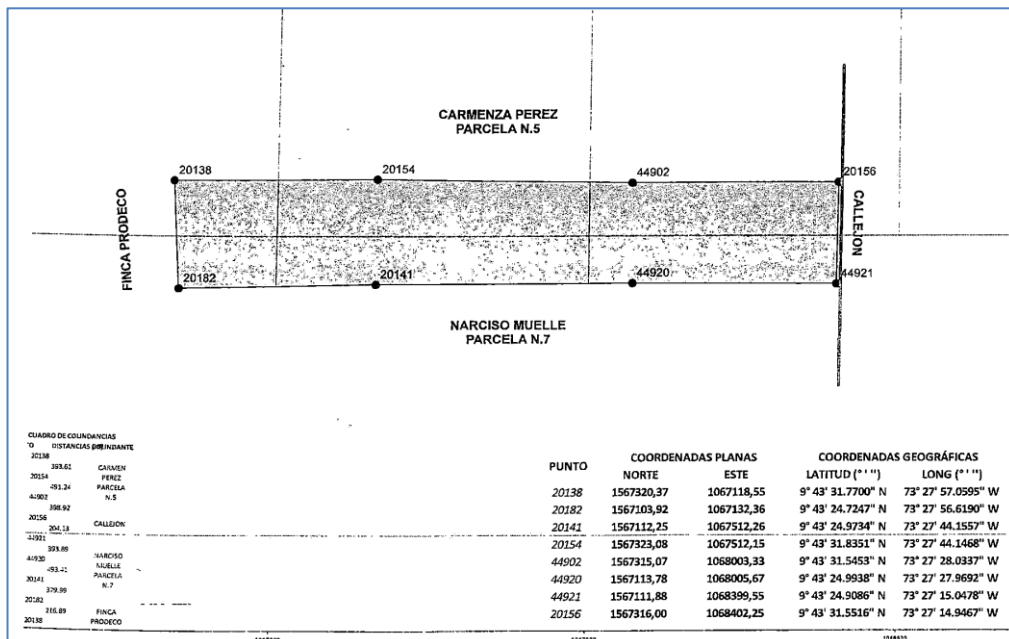 CARMENZA PEREZ
PARCELA N.5
20138
20154
44902
20156
FINCA PRODECO
CALLEJON
20182
20141
44920
44921
NARCISO MUELLE
PARCELA N.7
CUADRO DE COLINDANCIAS
DISTANCIAS
20138
393.61 CARMEN
20154 PEREZ
491.24 PARCELA
44902 N.5
398.92
20156
204.13 CALLEJON
44921
393.89 NARCISO
MUELLE
493.41 PARCELA
20141 N.7
379.99
20182
216.89 FINCA
20138 PRODECO
PUNTO COORDENADAS PLANAS COORDENADAS GEOGRÁFICAS
NORTE ESTE LATITUD (° ' ") LONG (° ' ")
20138 1567320,37 1067118,55 9° 43' 31.7700" N 73° 27' 57.0595" W
20182 1567103,92 1067132,36 9° 43' 24.7247" N 73° 27' 56.6190" W
20141 1567112,25 1067512,26 9° 43' 24.9734" N 73° 27' 44.1557" W
20154 1567323,08 1067512,15 9° 43' 31.8351" N 73° 27' 44.1468" W
44902 1567315,07 1068003,33 9° 43' 31.5453" N 73° 27' 28.0337" W
44920 1567113,78 1068005,67 9° 43' 24.9938" N 73° 27' 27.9692" W
44921 1567111,88 1068399,55 9° 43' 24.9086" N 73° 27' 15.0478" W
20156 1567316,00 1068402,25 9° 43' 31.5516" N 73° 27' 14.9467" W